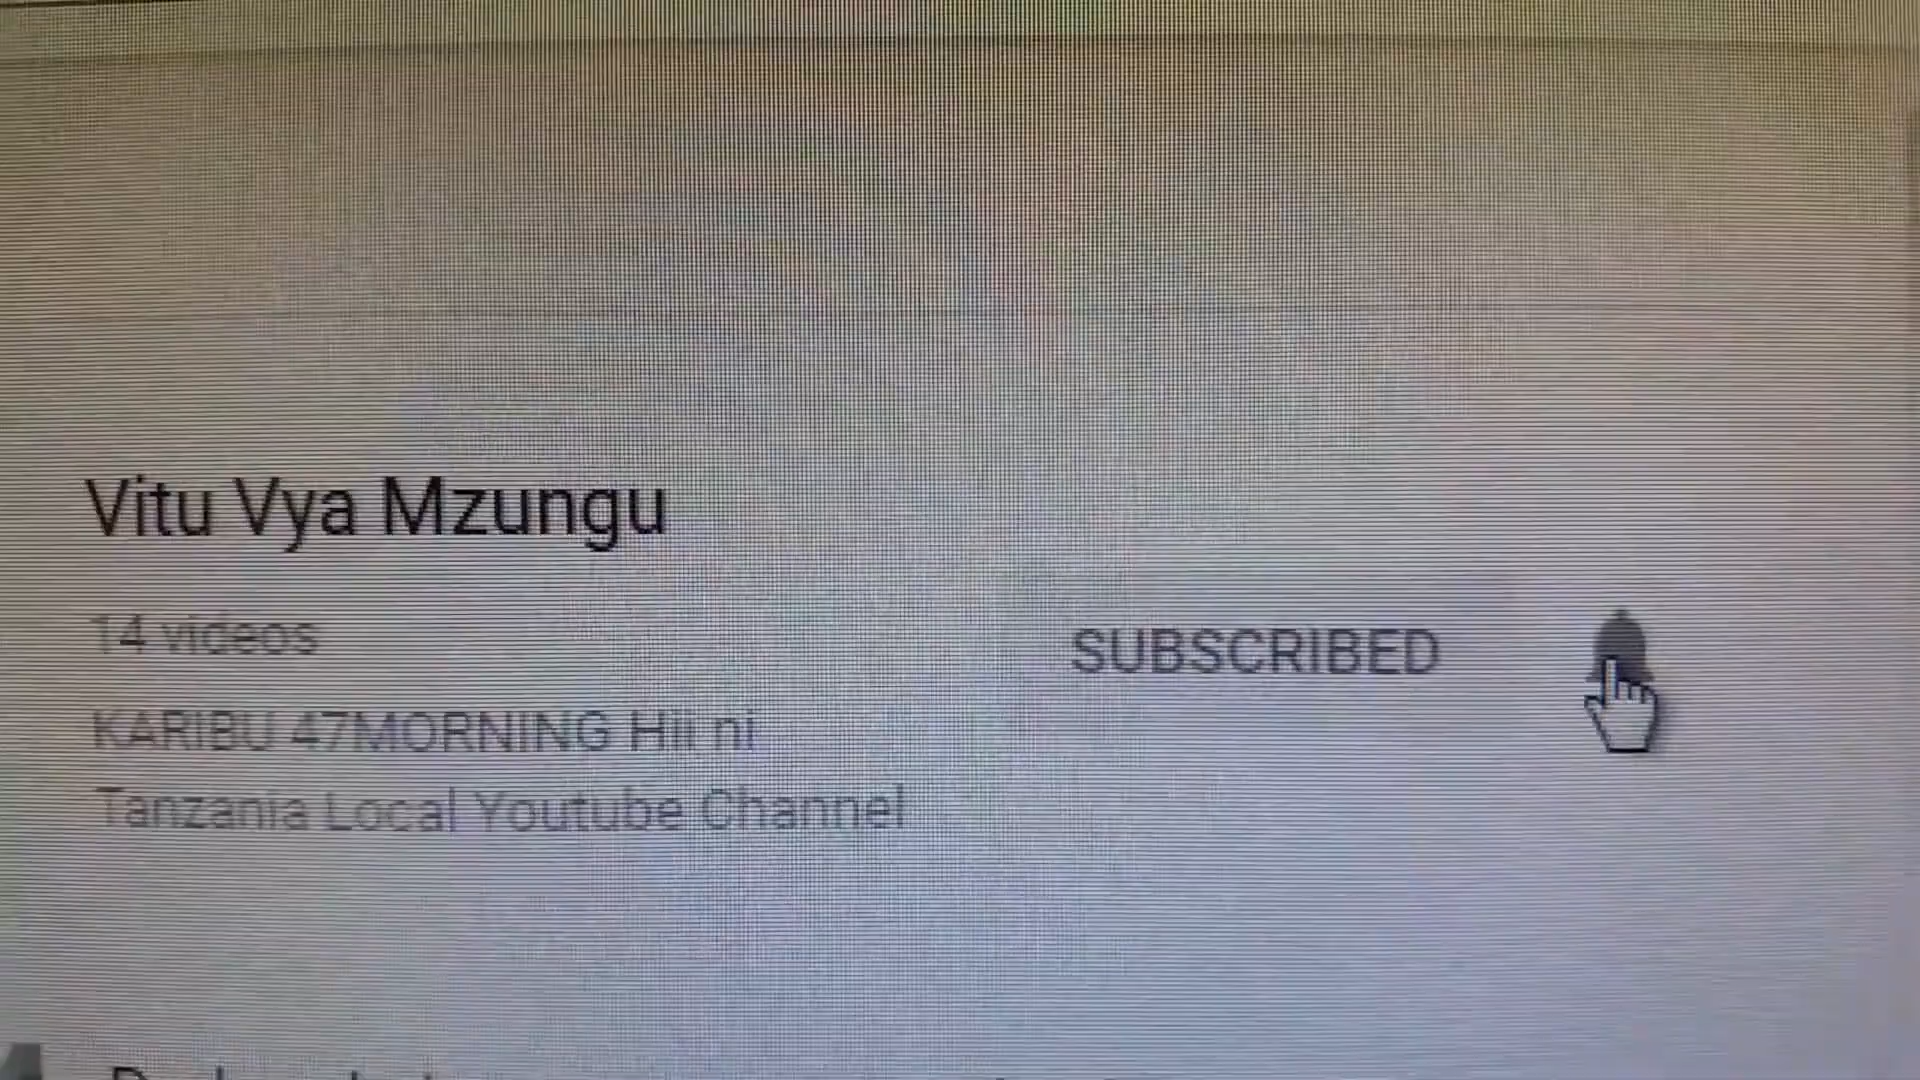 Vitu Vya Mzungu
14 videos
SUBSCRIBED
KARIBU 47MORNING Hii ni
Tanzania Local Youtube Channel